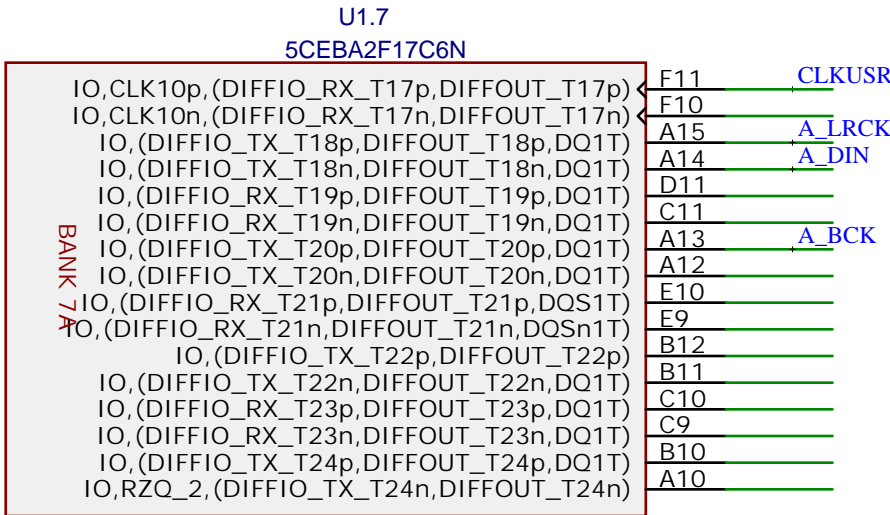 U1.7
5CEBA2F17C6N
IO,CLK10p,(DIFFIO_RX_T17p,DIFFOUT_T17p) F11 CLKUSR
IO,CLK10n,(DIFFIO_RX_T17n,DIFFOUT_T17n) F10
IO,(DIFFIO_TX_T18p,DIFFOUT_T18p,DQ1T) A15 A_LRCK
IO,(DIFFIO_TX_T18n,DIFFOUT_T18n,DQ1T) A14 A_DIN
IO,(DIFFIO_RX_T19p,DIFFOUT_T19p,DQ1T) D11
IO,(DIFFIO_RX_T19n,DIFFOUT_T19n,DQ1T) C11
IO,(DIFFIO_TX_T20p,DIFFOUT_T20p,DQ1T) A13 A_BCK
IO,(DIFFIO_TX_T20n,DIFFOUT_T20n,DQ1T) A12
IO,(DIFFIO_RX_T21p,DIFFOUT_T21p,DQS1T) E10
IO,(DIFFIO_RX_T21n,DIFFOUT_T21n,DQSn1T) E9
IO,(DIFFIO_TX_T22p,DIFFOUT_T22p) B12
IO,(DIFFIO_TX_T22n,DIFFOUT_T22n,DQ1T) B11
IO,(DIFFIO_RX_T23p,DIFFOUT_T23p,DQ1T) C10
IO,(DIFFIO_RX_T23n,DIFFOUT_T23n,DQ1T) C9
IO,(DIFFIO_TX_T24p,DIFFOUT_T24p,DQ1T) B10
IO,RZQ_2,(DIFFIO_TX_T24n,DIFFOUT_T24n) A10
BANK 7A